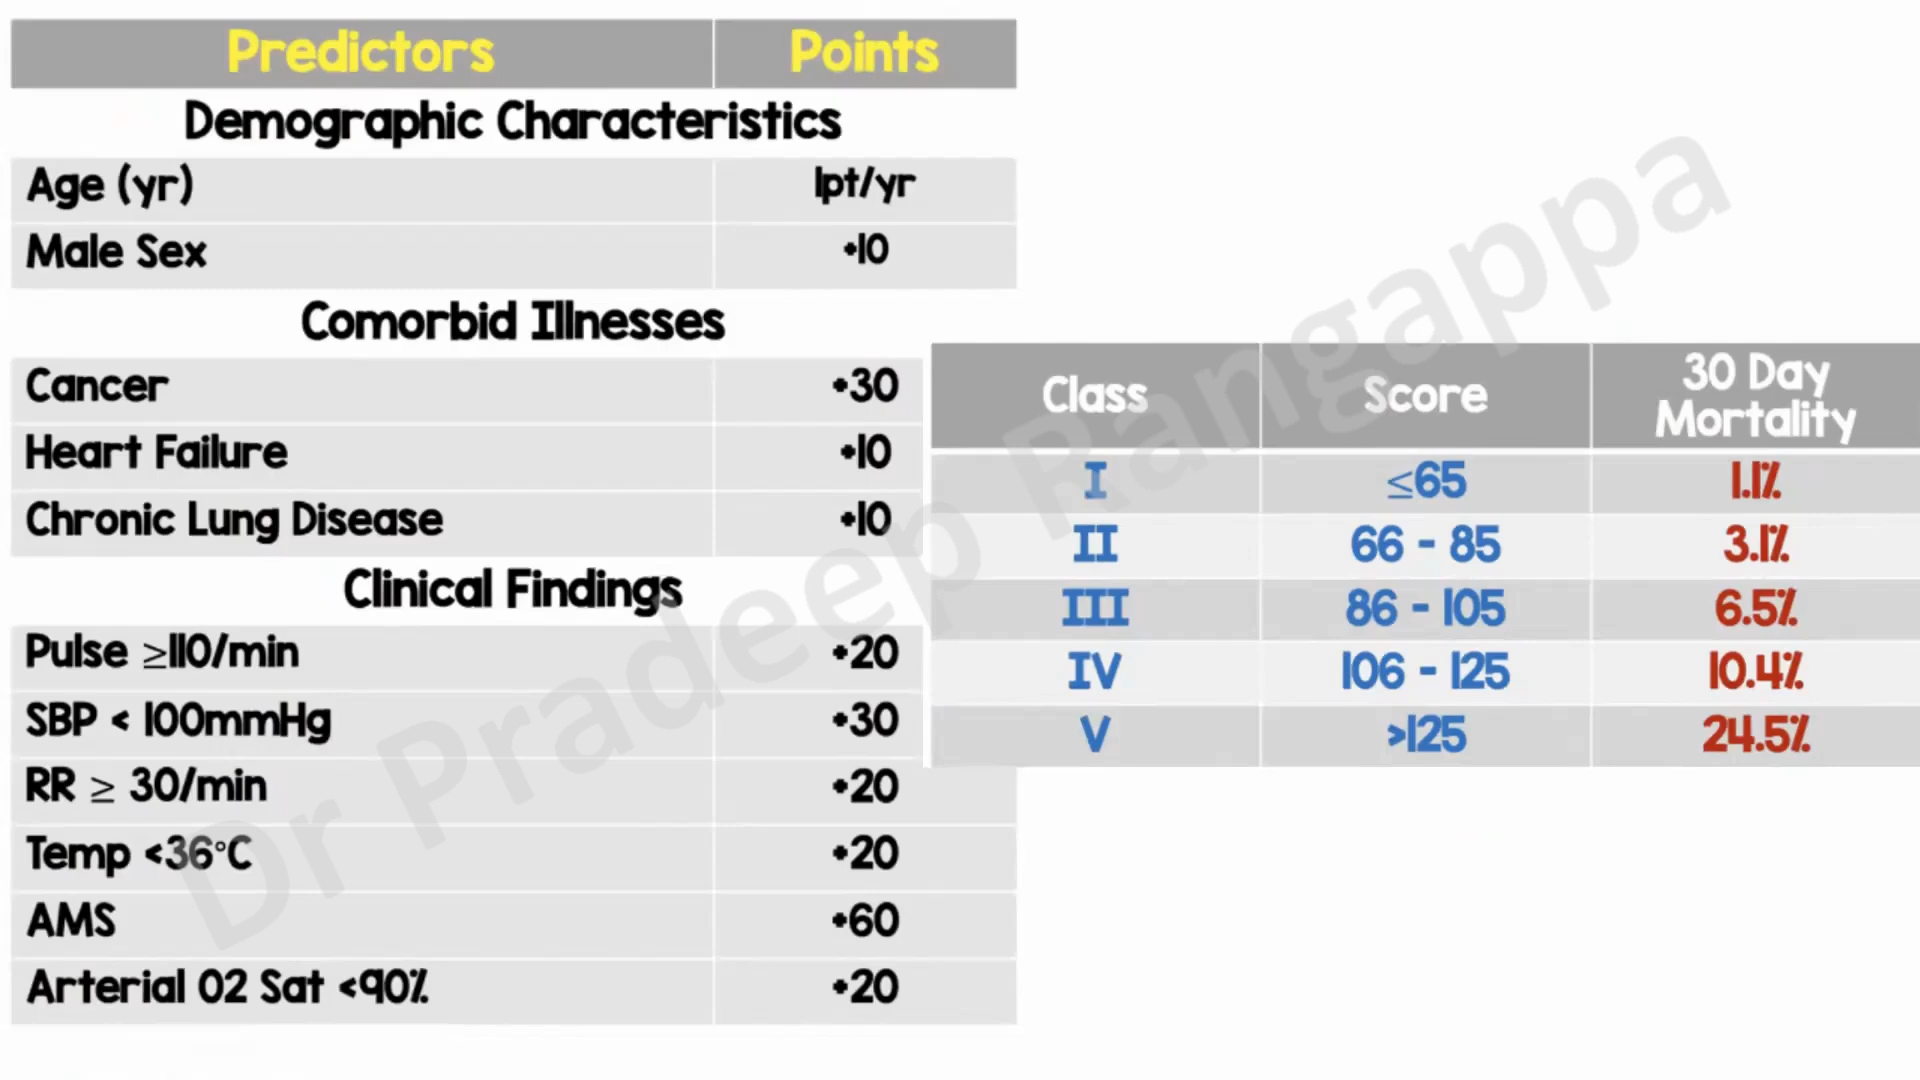 Predictors Points
Demographic Characteristics
Age (yr) 1pt/yr
Male Sex +10
Comorbid Illnesses
Cancer +30
Heart Failure +10
Chronic Lung Disease +10
Clinical Findings
Pulse ≥110/min +20
SBP < 100mmHg +30
RR ≥ 30/min +20
Temp <36°C +20
AMS +60
Arterial O2 Sat <90% +20
Class Score 30 Day
Mortality
I ≤65 1.1%
II 66 - 85 3.1%
III 86 - 105 6.5%
IV 106 - 125 10.4%
V >125 24.5%
Dr Pradeep Rangappa